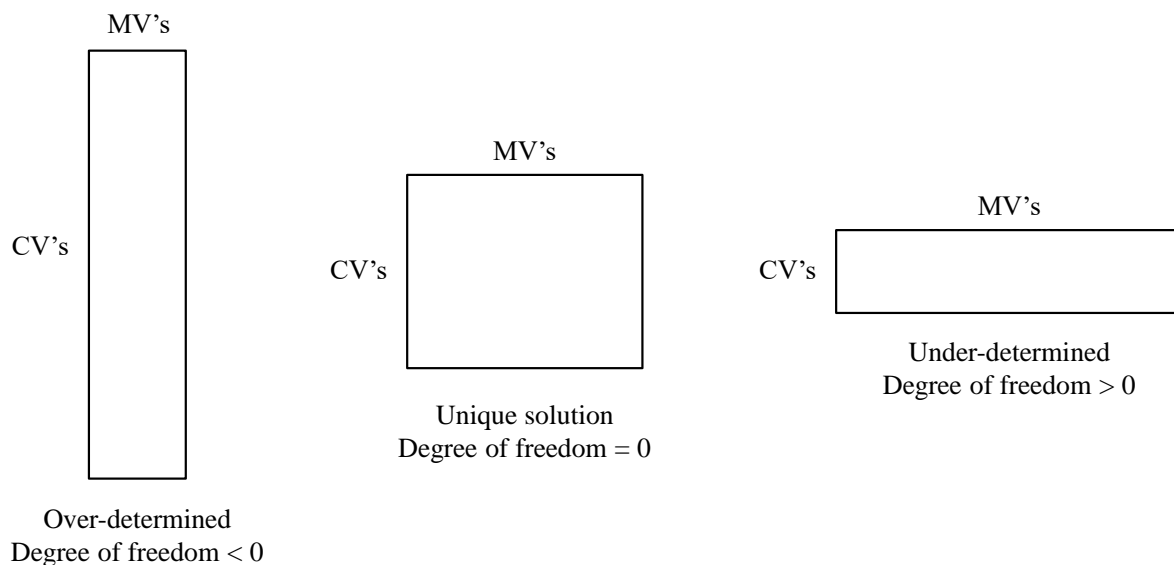 MV’s
CV’s
Over-determined
Degree of freedom < 0
MV’s
CV’s
Unique solution
Degree of freedom = 0
MV’s
CV’s
Under-determined
Degree of freedom > 0